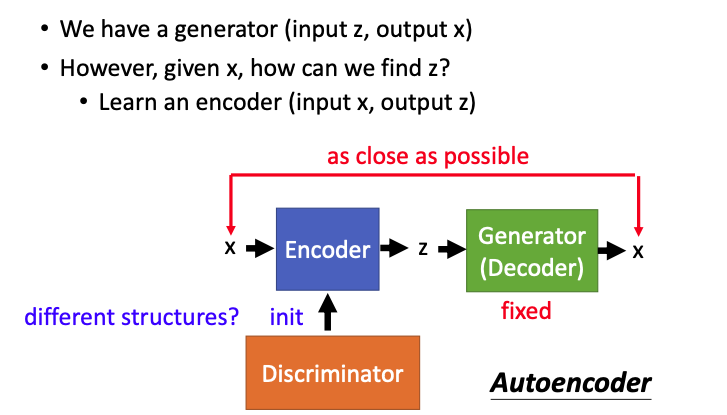 • We have a generator (input z, output x)
• However, given x, how can we find z?
• Learn an encoder (input x, output z)
as close as possible
x
Encoder
z
Generator
(Decoder)
x
different structures?
init
fixed
Discriminator
Autoencoder